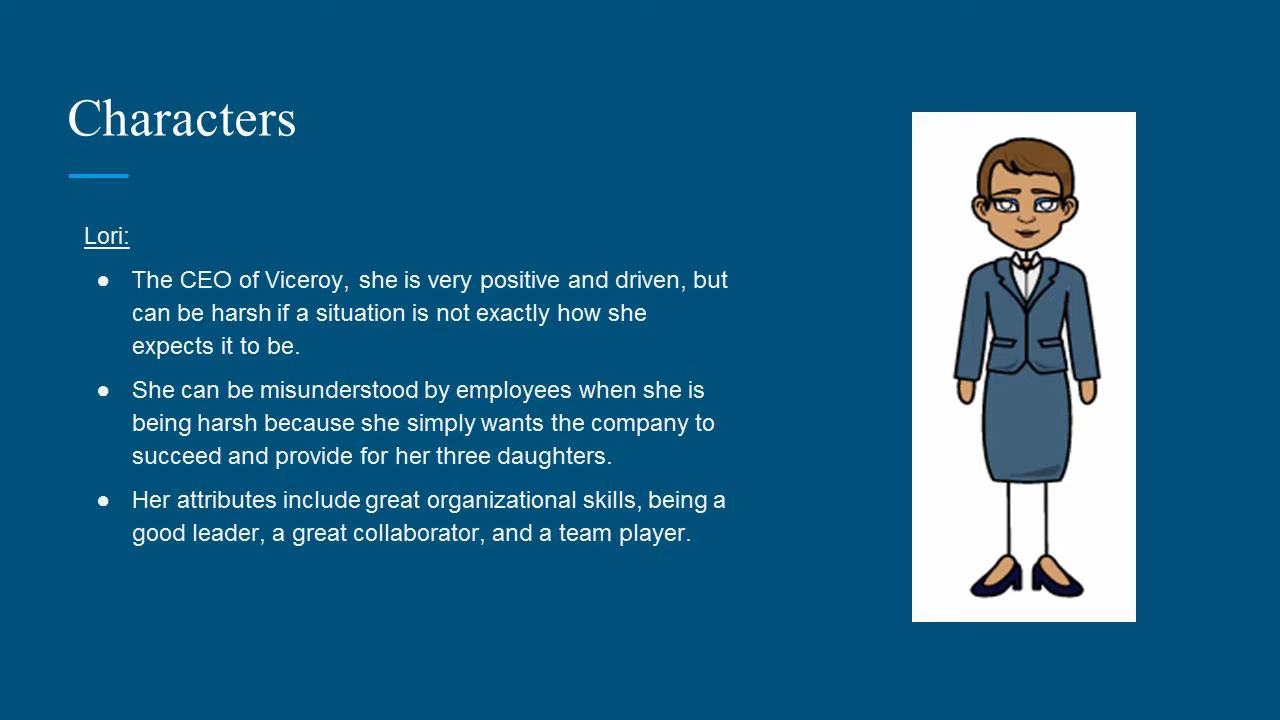 Characters
Lori:
● The CEO of Viceroy, she is very positive and driven, but
can be harsh if a situation is not exactly how she
expects it to be.
● She can be misunderstood by employees when she is
being harsh because she simply wants the company to
succeed and provide for her three daughters.
● Her attributes include great organizational skills, being a
good leader, a great collaborator, and a team player.